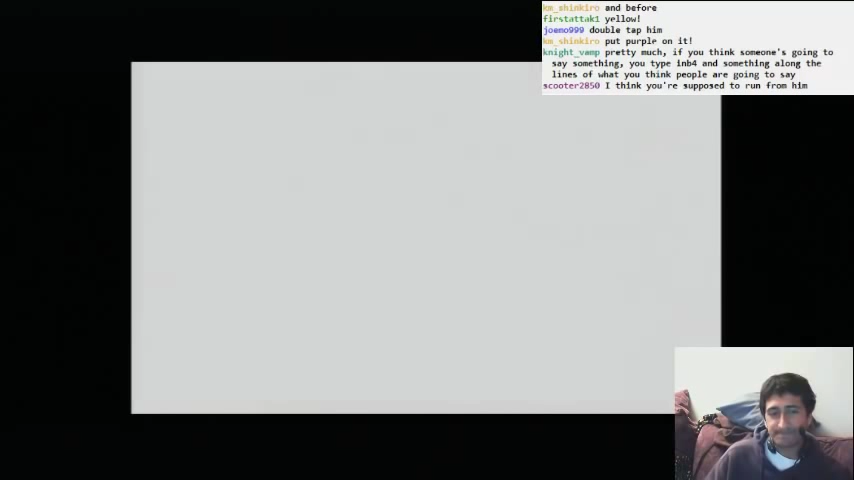 km_shinkiro and before
firstattak1 yellow!
joemo999 double tap him
km_shinkiro put purple on it!
knight_vamp pretty much, if you think someone's going to
say something, you type inb4 and something along the
lines of what you think people are going to say
scooter2850 I think you're supposed to run from him